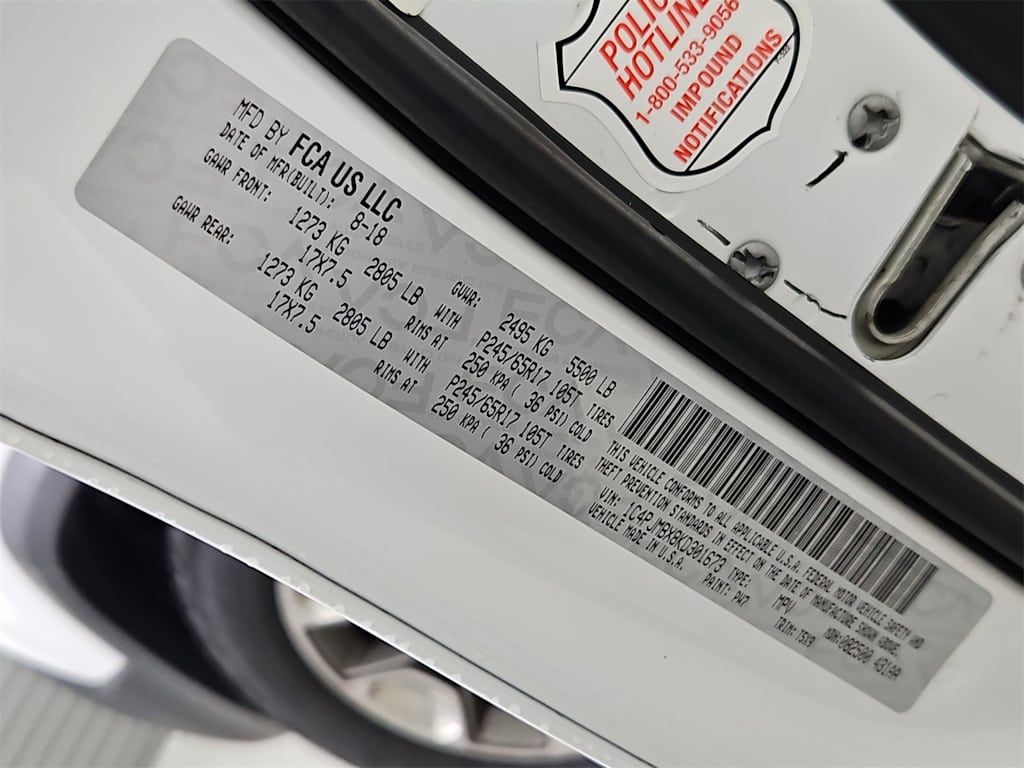 POLIC
HOTLINE
1-800-533-9056
IMPOUND
NOTIFICATIONS
MFD BY FCA US LLC
DATE OF MFR(BUILT): 8-18
GVWR: 2495 KG 5500 LB
GAWR FRONT: 1273 KG 2805 LB WITH P245/65R17 105T TIRES
17X7.5 RIMS AT 250 KPA ( 36 PSI) COLD
GAWR REAR: 1273 KG 2805 LB WITH P245/65R17 105T TIRES
17X7.5 RIMS AT 250 KPA ( 36 PSI) COLD
THIS VEHICLE CONFORMS TO ALL APPLICABLE U.S.A. FEDERAL MOTOR VEHICLE SAFETY AND
THEFT PREVENTION STANDARDS IN EFFECT ON THE DATE OF MANUFACTURE SHOWN ABOVE.
VIN: 1C4PJMBX8KD301673 TYPE: MPV
VEHICLE MADE IN U.S.A. PAINT: PW7 TRIM: T5X9